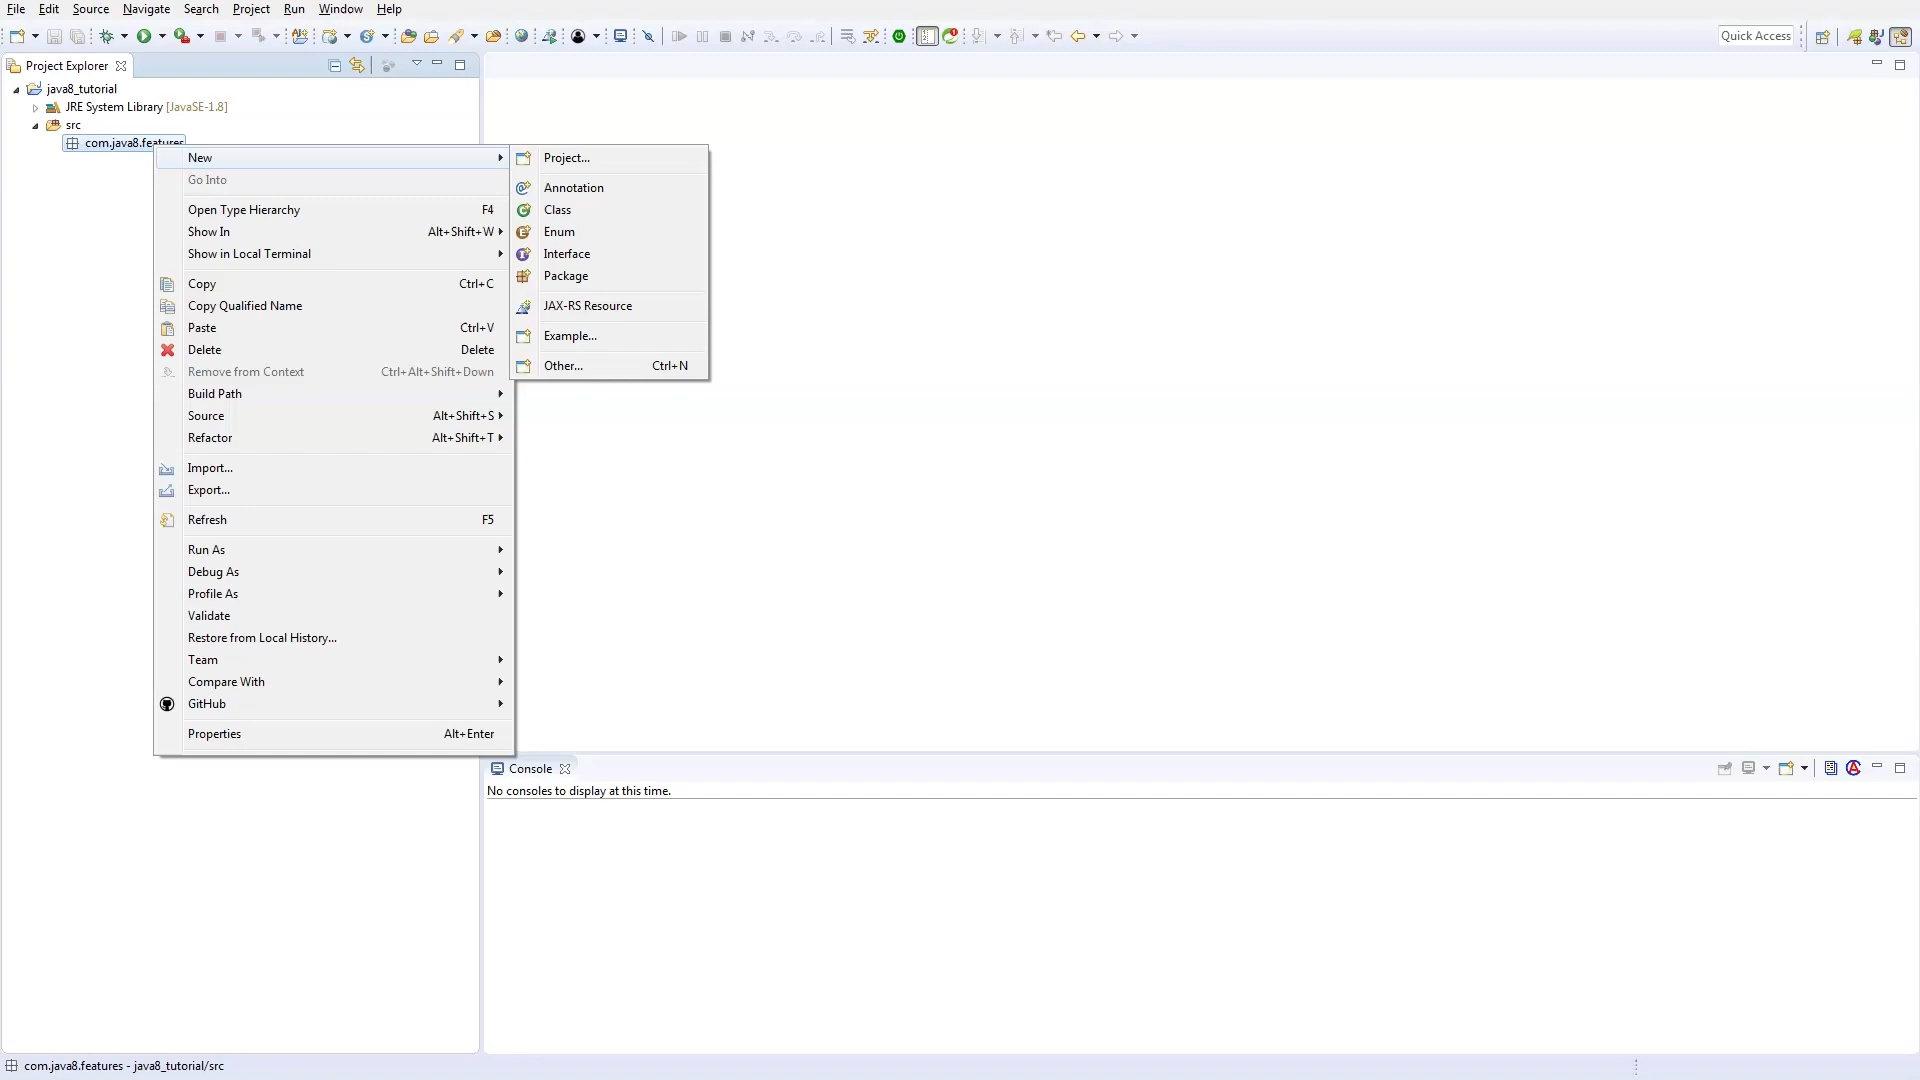 File Edit Source Navigate Search Project Run Window Help
Quick Access
Project Explorer
java8_tutorial
JRE System Library [JavaSE-1.8]
src
com.java8.features
New
Go Into
Open Type Hierarchy F4
Show In Alt+Shift+W
Show in Local Terminal
Copy Ctrl+C
Copy Qualified Name
Paste Ctrl+V
Delete Delete
Remove from Context Ctrl+Alt+Shift+Down
Build Path
Source Alt+Shift+S
Refactor Alt+Shift+T
Import...
Export...
Refresh F5
Run As
Debug As
Profile As
Validate
Restore from Local History...
Team
Compare With
GitHub
Properties Alt+Enter
Project...
Annotation
Class
Enum
Interface
Package
JAX-RS Resource
Example...
Other... Ctrl+N
Console
No consoles to display at this time.
com.java8.features - java8_tutorial/src